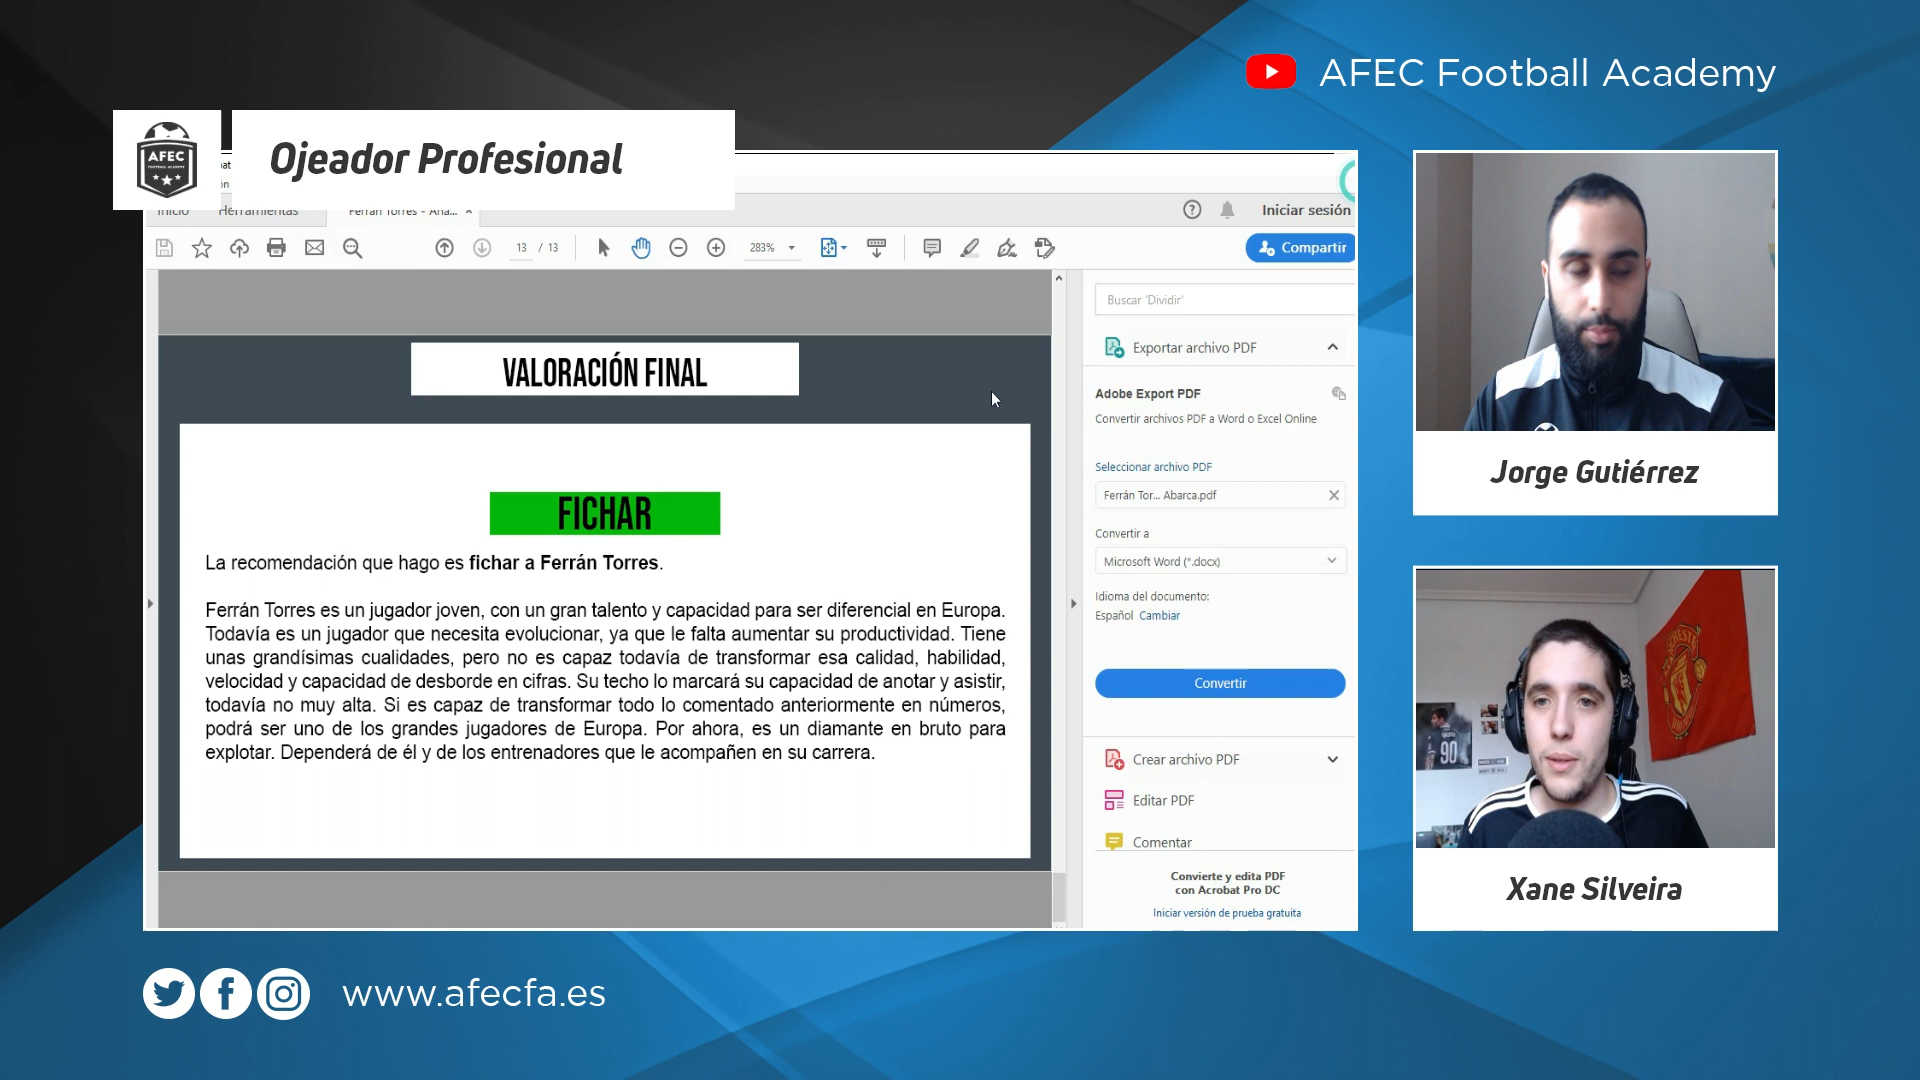 AFEC Football Academy
AFEC
FOOTBALL ACADEMY
Ojeador Profesional
Inicio
Herramientas
Ferrán Torres - Aná... ×
Iniciar sesión
13 / 13
283%
Compartir
VALORACIÓN FINAL
FICHAR
La recomendación que hago es fichar a Ferrán Torres.
Ferrán Torres es un jugador joven, con un gran talento y capacidad para ser diferencial en Europa.
Todavía es un jugador que necesita evolucionar, ya que le falta aumentar su productividad. Tiene
unas grandísimas cualidades, pero no es capaz todavía de transformar esa calidad, habilidad,
velocidad y capacidad de desborde en cifras. Su techo lo marcará su capacidad de anotar y asistir,
todavía no muy alta. Si es capaz de transformar todo lo comentado anteriormente en números,
podrá ser uno de los grandes jugadores de Europa. Por ahora, es un diamante en bruto para
explotar. Dependerá de él y de los entrenadores que le acompañen en su carrera.
Buscar 'Dividir'
Exportar archivo PDF
Adobe Export PDF
Convertir archivos PDF a Word o Excel Online
Seleccionar archivo PDF
Ferrán Tor... Abarca.pdf
Convertir a
Microsoft Word (*.docx)
Idioma del documento:
Español Cambiar
Convertir
Crear archivo PDF
Editar PDF
Comentar
Convierte y edita PDF
con Acrobat Pro DC
Iniciar versión de prueba gratuita
Jorge Gutiérrez
90
Xane Silveira
www.afecfa.es